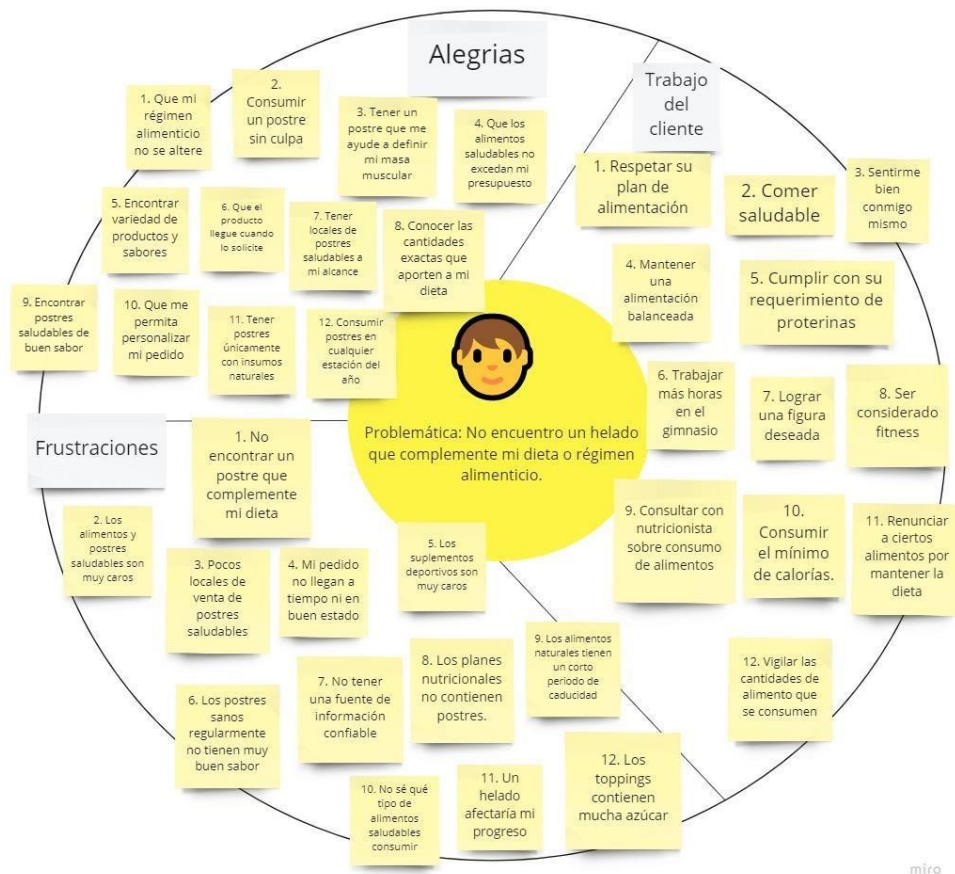 Alegrias
1. Que mi
régimen
alimenticio
no se altere
2.
Consumir
un postre
sin culpa
3. Tener un
postre que me
ayude a definir
mi masa
muscular
4. Que los
alimentos
saludables no
excedan mi
presupuesto
5. Encontrar
variedad de
productos y
sabores
6. Que el
producto
llegue cuando
lo solicite
7. Tener
locales de
postres
saludables a
mi alcance
8. Conocer las
cantidades
exactas que
aporten a mi
dieta
9. Encontrar
postres
saludables de
buen sabor
10. Que me
permita
personalizar
mi pedido
11. Tener
postres
únicamente
con insumos
naturales
12. Consumir
postres en
cualquier
estación del
año
Trabajo
del
cliente
1. Respetar su
plan de
alimentación
2. Comer
saludable
3. Sentirme
bien
conmigo
mismo
4. Mantener
una
alimentación
balanceada
5. Cumplir con su
requerimiento de
proterinas
6. Trabajar
más horas
en el
gimnasio
7. Lograr
una figura
deseada
8. Ser
considerado
fitness
9. Consultar con
nutricionista
sobre consumo
de alimentos
10.
Consumir
el mínimo
de calorías.
11. Renunciar
a ciertos
alimentos por
mantener la
dieta
12. Vigilar las
cantidades de
alimento que
se consumen
Problemática: No encuentro un helado
que complemente mi dieta o régimen
alimenticio.
Frustraciones
1. No
encontrar un
postre que
complemente
mi dieta
2. Los
alimentos y
postres
saludables son
muy caros
3. Pocos
locales de
venta de
postres
saludables
4. Mi pedido
no llegan a
tiempo ni en
buen estado
5. Los
suplementos
deportivos son
muy caros
6. Los postres
sanos
regularmente
no tienen muy
buen sabor
7. No tener
una fuente de
información
confiable
8. Los planes
nutricionales
no contienen
postres.
9. Los alimentos
naturales tienen
un corto
periodo de
caducidad
10. No sé qué
tipo de
alimentos
saludables
consumir
11. Un
helado
afectaría mi
progreso
12. Los
toppings
contienen
mucha azúcar
miro